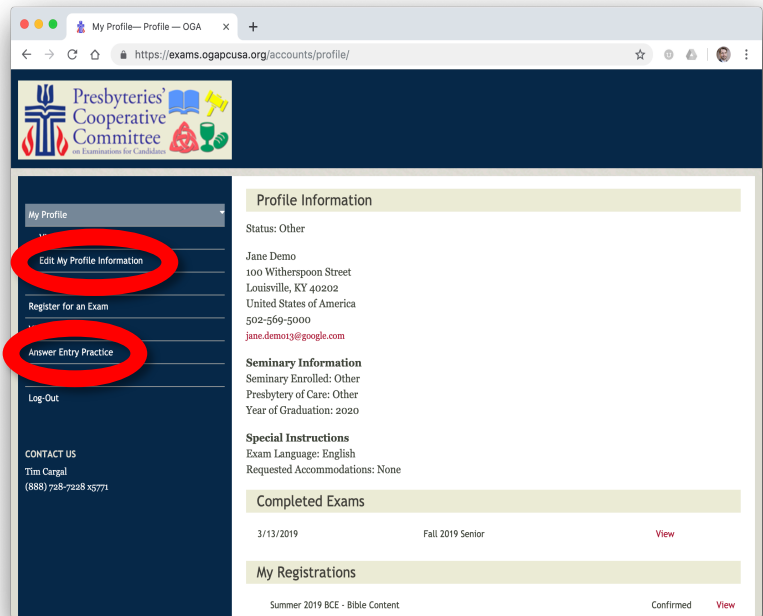 My Profile— Profile — OGA
https://exams.ogapcusa.org/accounts/profile/
Presbyteries'
Cooperative
Committee
on Examinations for Candidates
My Profile
Edit My Profile Information
Register for an Exam
Answer Entry Practice
Log-Out
CONTACT US
Tim Cargal
(888) 728-7228 x5771
Profile Information
Status: Other
Jane Demo
100 Witherspoon Street
Louisville, KY 40202
United States of America
502-569-5000
jane.demo13@google.com
Seminary Information
Seminary Enrolled: Other
Presbytery of Care: Other
Year of Graduation: 2020
Special Instructions
Exam Language: English
Requested Accommodations: None
Completed Exams
3/13/2019 Fall 2019 Senior View
My Registrations
Summer 2019 BCE - Bible Content Confirmed View